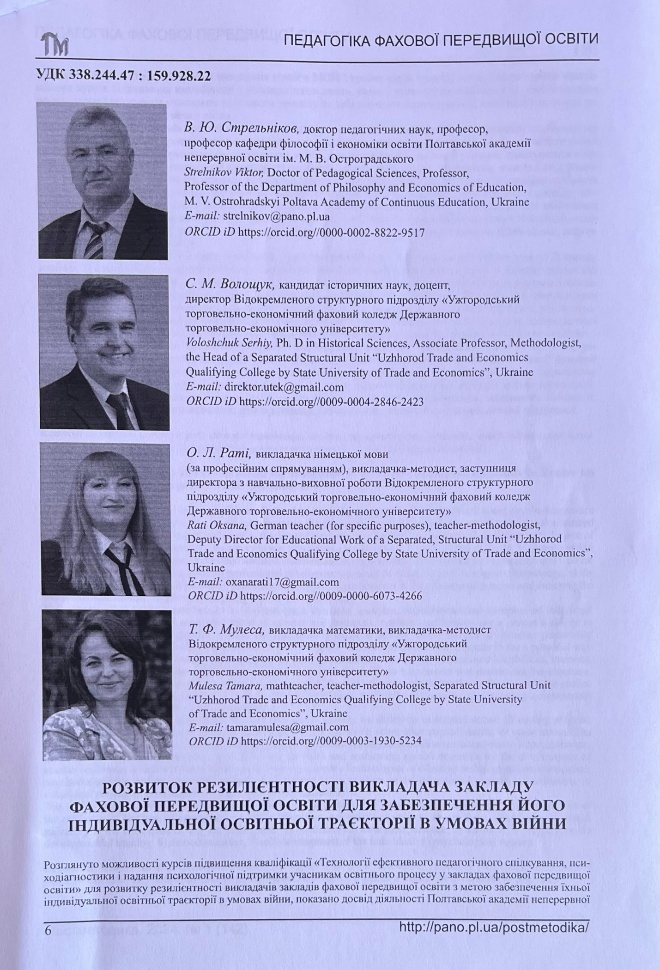 ПЕДАГОГІКА ФАХОВОЇ ПЕРЕДВИЩОЇ ОСВІТИ
УДК 338.244.47 : 159.928.22
В. Ю. Стрельніков, доктор педагогічних наук, професор,
професор кафедри філософії і економіки освіти Полтавської академії
неперервної освіти ім. М. В. Остроградського
Strelnikov Viktor, Doctor of Pedagogical Sciences, Professor,
Professor of the Department of Philosophy and Economics of Education,
M. V. Ostrohradskyi Poltava Academy of Continuous Education, Ukraine
E-mail: strelnikov@pano.pl.ua
ORCID iD https://orcid.org//0000-0002-8822-9517
С. М. Волощук, кандидат історичних наук, доцент,
директор Відокремленого структурного підрозділу «Ужгородський
торговельно-економічний фаховий коледж Державного
торговельно-економічного університету»
Voloshchuk Serhiy, Ph. D in Historical Sciences, Associate Professor, Methodologist,
the Head of a Separated Structural Unit “Uzhhorod Trade and Economics
Qualifying College by State University of Trade and Economics”, Ukraine
E-mail: direktor.utek@gmail.com
ORCID iD https://orcid.org//0009-0004-2846-2423
О. Л. Раті, викладачка німецької мови
(за професійним спрямуванням), викладачка-методист, заступниця
директора з навчально-виховної роботи Відокремленого структурного
підрозділу «Ужгородський торговельно-економічний фаховий коледж
Державного торговельно-економічного університету»
Rati Oksana, German teacher (for specific purposes), teacher-methodologist,
Deputy Director for Educational Work of a Separated, Structural Unit “Uzhhorod
Trade and Economics Qualifying College by State University of Trade and Economics”,
Ukraine
E-mail: oxanarati17@gmail.com
ORCID iD https://orcid.org//0009-0000-6073-4266
Т. Ф. Мулеса, викладачка математики, викладачка-методист
Відокремленого структурного підрозділу «Ужгородський
торговельно-економічний фаховий коледж Державного
торговельно-економічного університету»
Mulesa Tamara, mathteacher, teacher-methodologist, Separated Structural Unit
“Uzhhorod Trade and Economics Qualifying College by State University
of Trade and Economics”, Ukraine
E-mail: tamaramulesa@gmail.com
ORCID iD https://orcid.org//0009-0003-1930-5234
РОЗВИТОК РЕЗИЛІЄНТНОСТІ ВИКЛАДАЧА ЗАКЛАДУ
ФАХОВОЇ ПЕРЕДВИЩОЇ ОСВІТИ ДЛЯ ЗАБЕЗПЕЧЕННЯ ЙОГО
ІНДИВІДУАЛЬНОЇ ОСВІТНЬОЇ ТРАЄКТОРІЇ В УМОВАХ ВІЙНИ
Розглянуто можливості курсів підвищення кваліфікації «Технології ефективного педагогічного спілкування, пси-
ходіагностики і надання психологічної підтримки учасникам освітнього процесу у закладах фахової передвищої
освіти» для розвитку резилієнтності викладачів закладів фахової передвищої освіти з метою забезпечення їхньої
індивідуальної освітньої траєкторії в умовах війни, показано досвід діяльності Полтавської академії неперервної
6
http://pano.pl.ua/postmetodika/